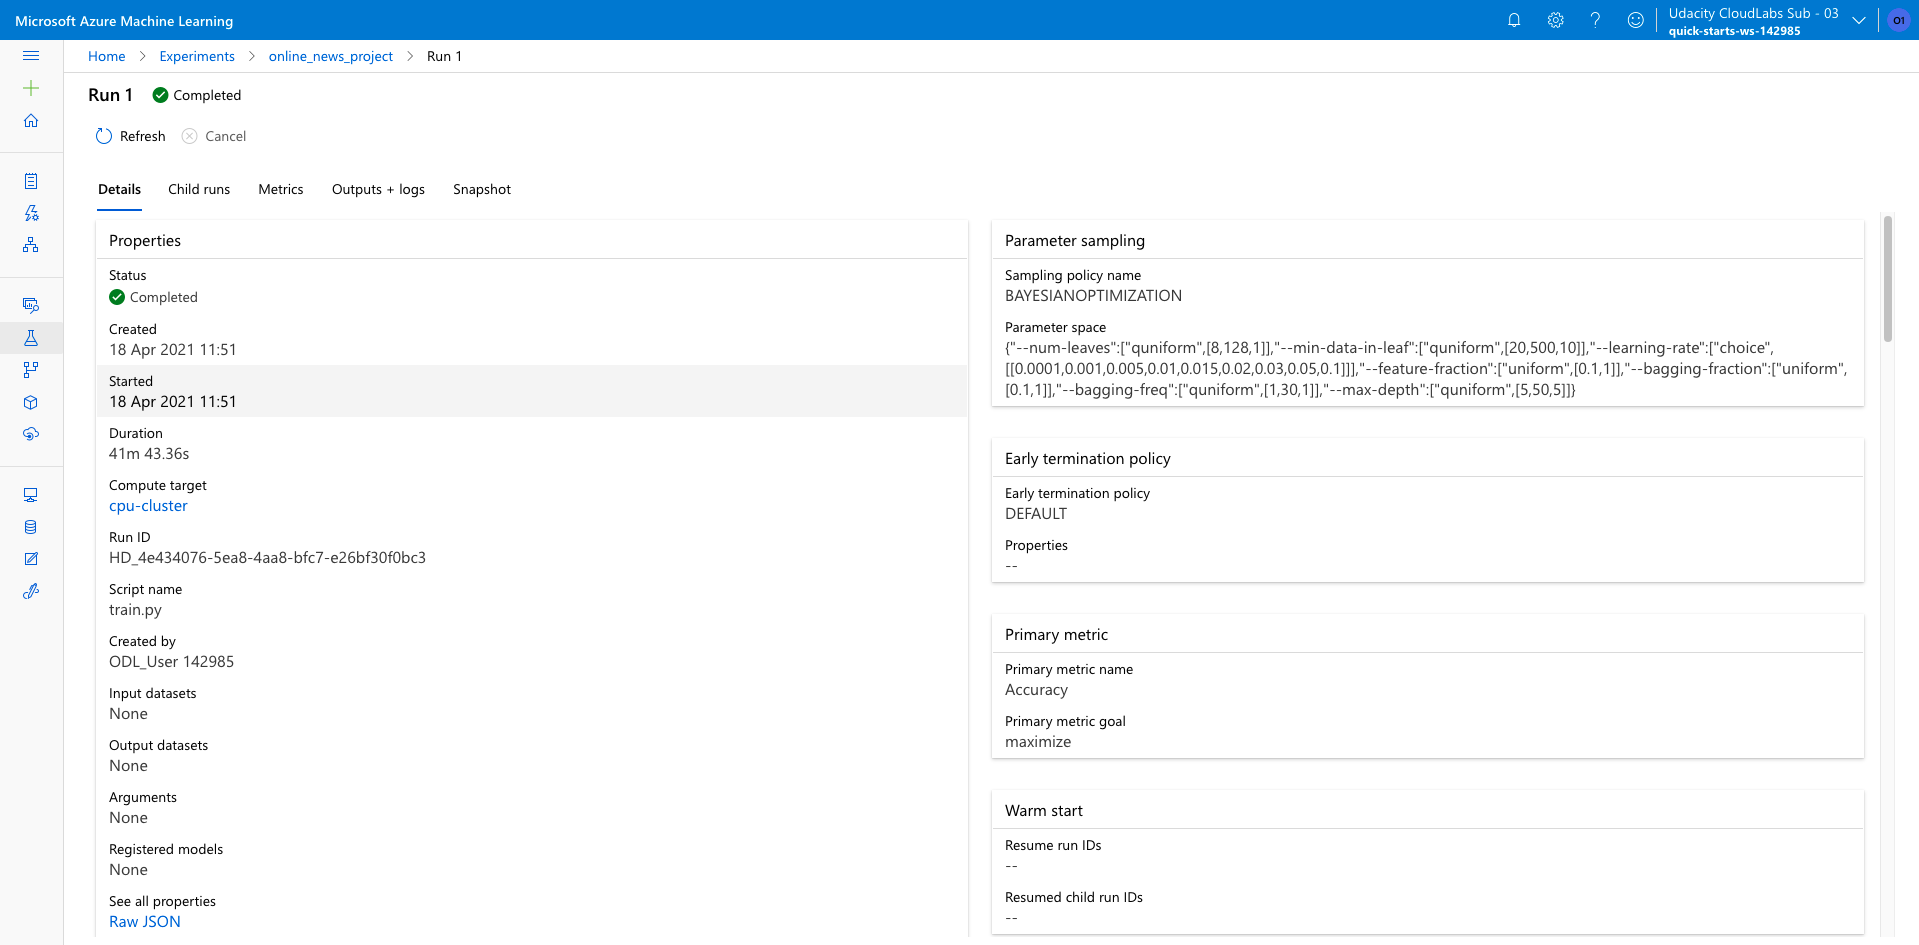 Microsoft Azure Machine Learning
Udacity CloudLabs Sub - 03
quick-starts-ws-142985
O1
Home > Experiments > online_news_project > Run 1
Run 1 Completed
Refresh Cancel
Details Child runs Metrics Outputs + logs Snapshot
Properties
Status
Completed
Created
18 Apr 2021 11:51
Started
18 Apr 2021 11:51
Duration
41m 43.36s
Compute target
cpu-cluster
Run ID
HD_4e434076-5ea8-4aa8-bfc7-e26bf30f0bc3
Script name
train.py
Created by
ODL_User 142985
Input datasets
None
Output datasets
None
Arguments
None
Registered models
None
See all properties
Raw JSON
Parameter sampling
Sampling policy name
BAYESIANOPTIMIZATION
Parameter space
{"--num-leaves":["quniform",[8,128,1]],"--min-data-in-leaf":["quniform",[20,500,10]],"--learning-rate":["choice",
[[0.0001,0.001,0.005,0.01,0.015,0.02,0.03,0.05,0.1]]],"--feature-fraction":["uniform",[0.1,1]],"--bagging-fraction":["uniform",
[0.1,1]],"--bagging-freq":["quniform",[1,30,1]],"--max-depth":["quniform",[5,50,5]]}
Early termination policy
Early termination policy
DEFAULT
Properties
--
Primary metric
Primary metric name
Accuracy
Primary metric goal
maximize
Warm start
Resume run IDs
--
Resumed child run IDs
--